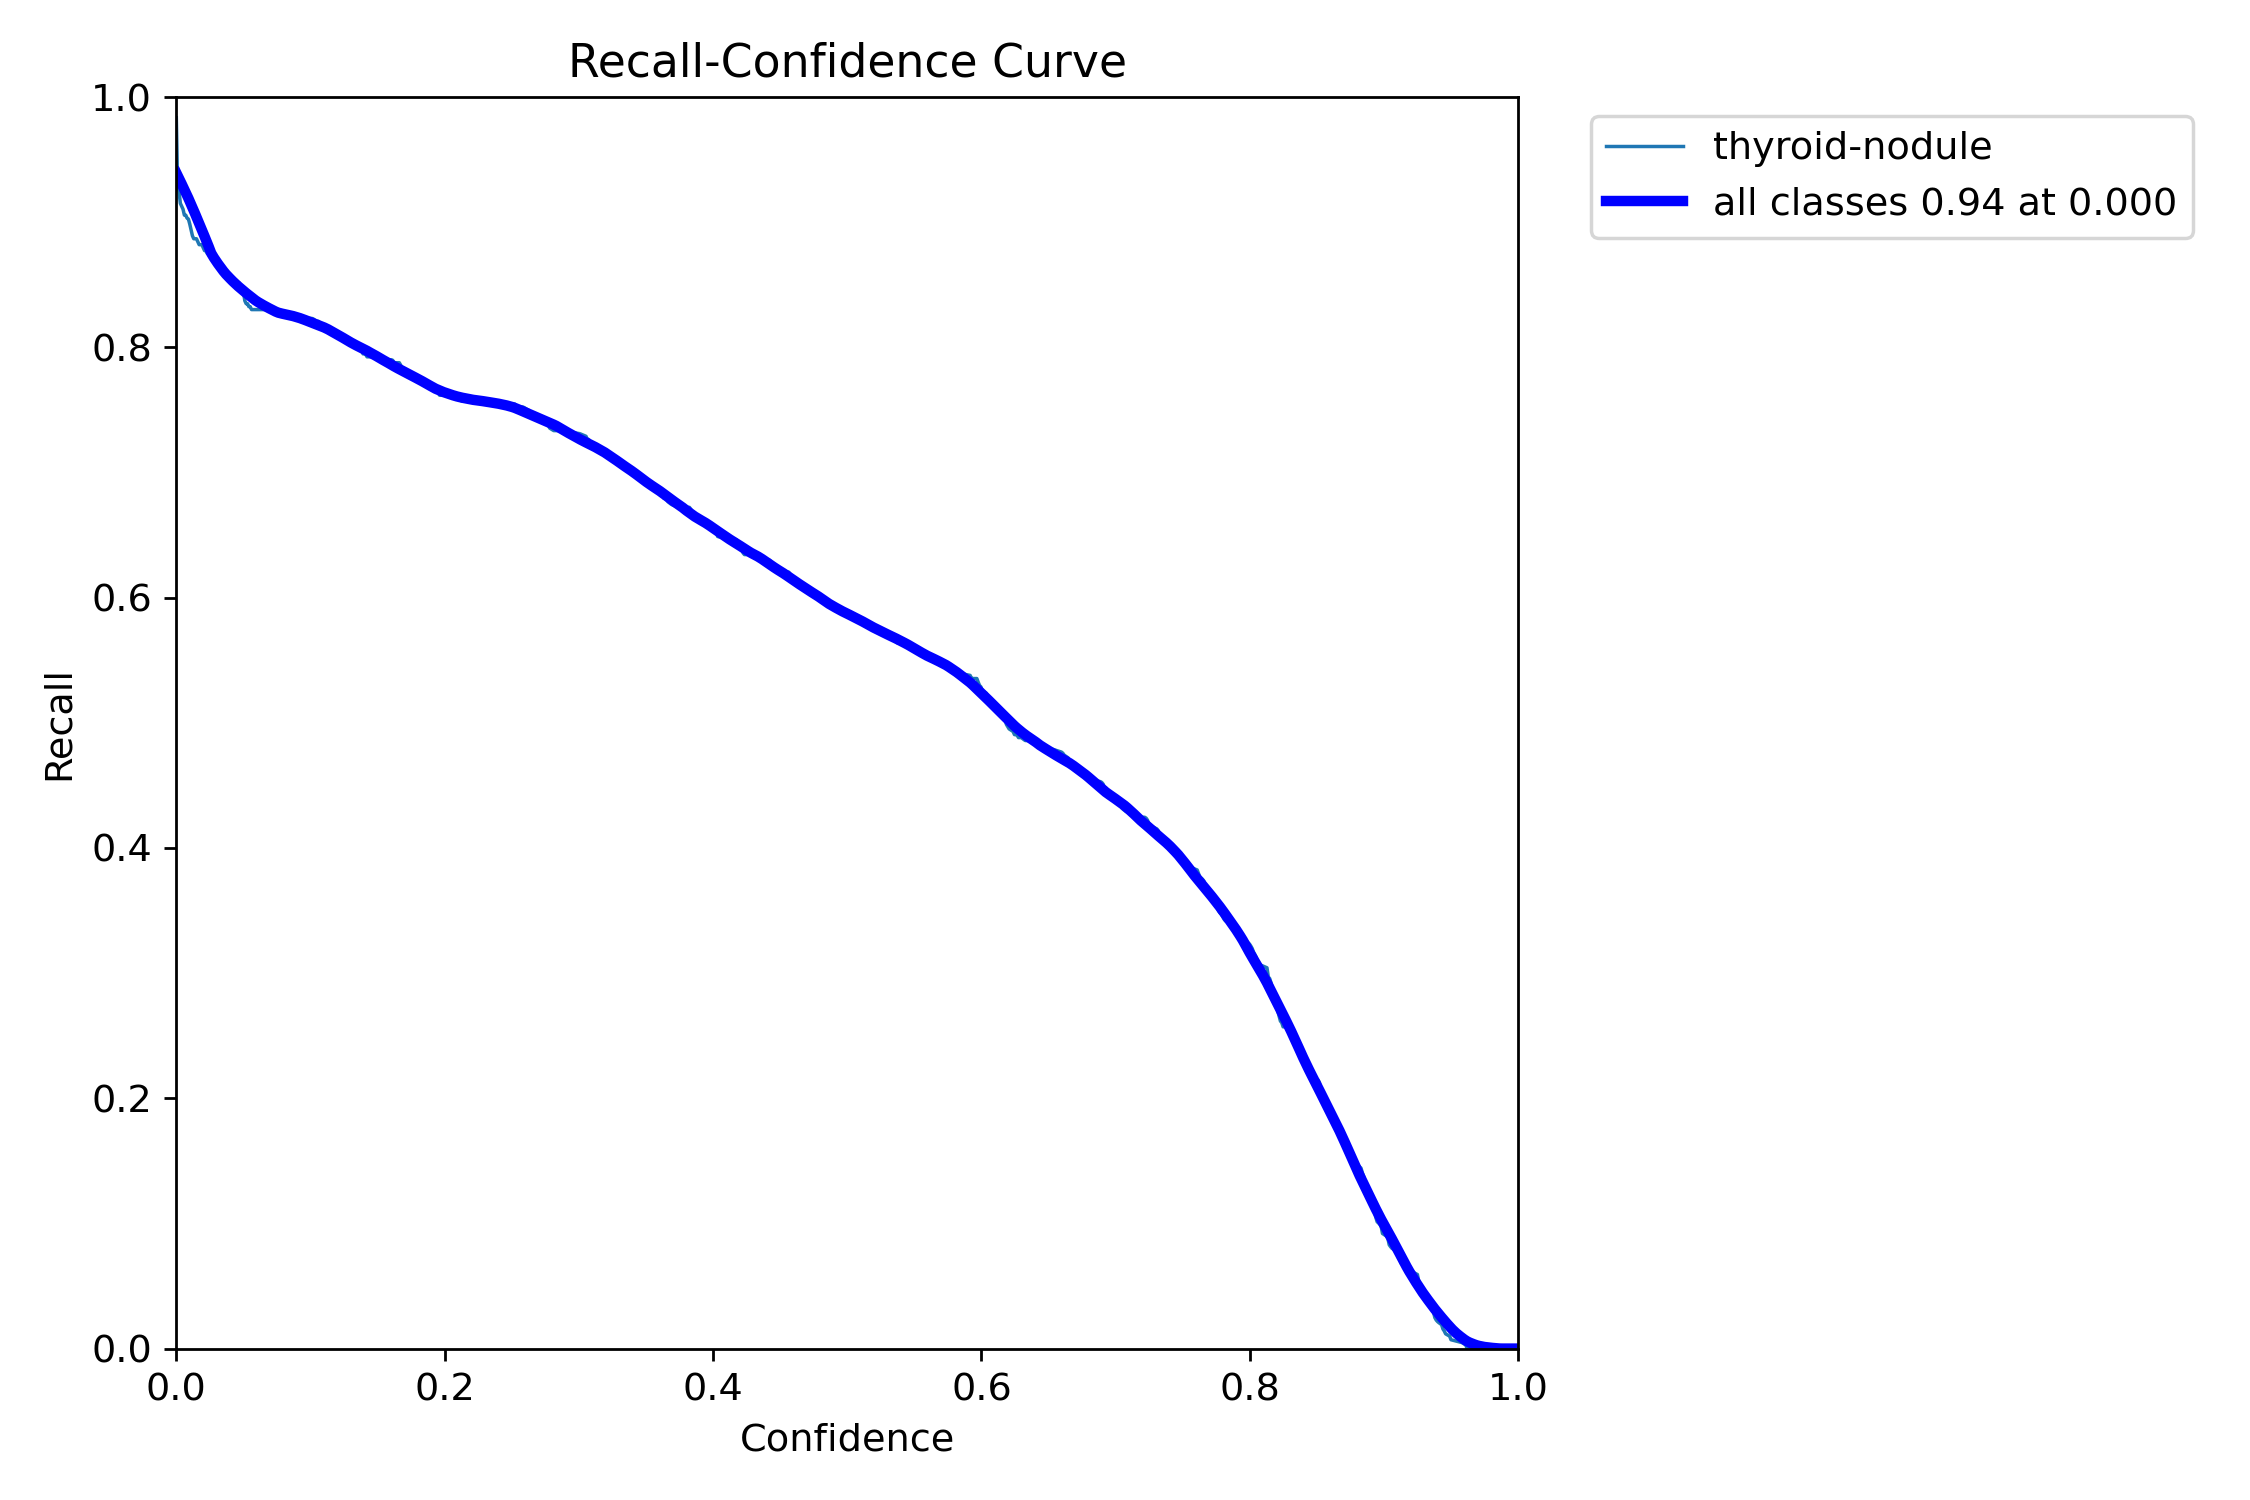 Recall-Confidence Curve
1.0
0.8
0.6
0.4
0.2
0.0
Recall
0.0 0.2 0.4 0.6 0.8 1.0
Confidence
thyroid-nodule
all classes 0.94 at 0.000